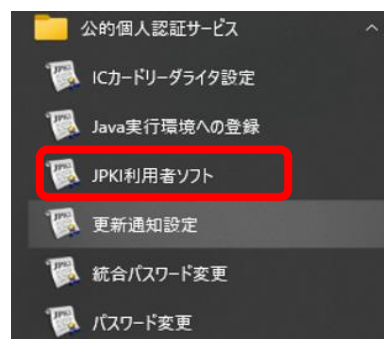 公的個人認証サービス
ICカードリーダライタ設定
Java実行環境への登録
JPKI利用者ソフト
更新通知設定
統合パスワード変更
パスワード変更